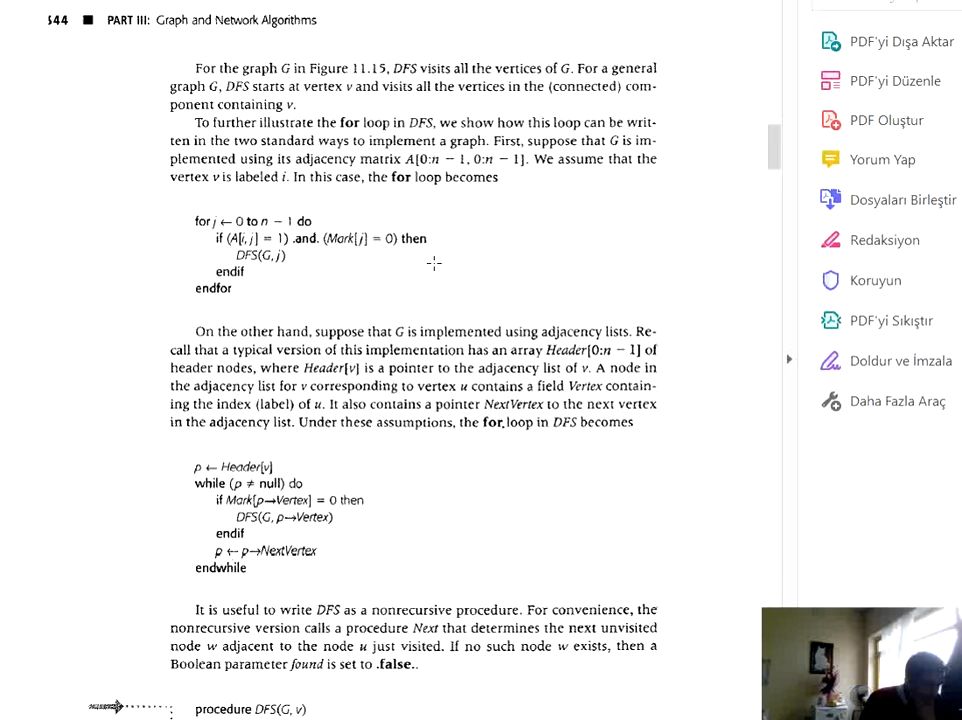 544 ■ PART III: Graph and Network Algorithms
For the graph G in Figure 11.15, DFS visits all the vertices of G. For a general
graph G, DFS starts at vertex v and visits all the vertices in the (connected) com-
ponent containing v.
To further illustrate the for loop in DFS, we show how this loop can be writ-
ten in the two standard ways to implement a graph. First, suppose that G is im-
plemented using its adjacency matrix A[0:n − 1, 0:n − 1]. We assume that the
vertex v is labeled i. In this case, the for loop becomes
for j ← 0 to n − 1 do
if (A[i, j] = 1) .and. (Mark[j] = 0) then
DFS(G, j)
endif
endfor
On the other hand, suppose that G is implemented using adjacency lists. Re-
call that a typical version of this implementation has an array Header[0:n − 1] of
header nodes, where Header[v] is a pointer to the adjacency list of v. A node in
the adjacency list for v corresponding to vertex u contains a field Vertex contain-
ing the index (label) of u. It also contains a pointer NextVertex to the next vertex
in the adjacency list. Under these assumptions, the for loop in DFS becomes
p ← Header[v]
while (p ≠ null) do
if Mark[p→Vertex] = 0 then
DFS(G, p→Vertex)
endif
p ← p→NextVertex
endwhile
It is useful to write DFS as a nonrecursive procedure. For convenience, the
nonrecursive version calls a procedure Next that determines the next unvisited
node w adjacent to the node u just visited. If no such node w exists, then a
Boolean parameter found is set to .false..
procedure DFS(G, v)
PDF'yi Dışa Aktar
PDF'yi Düzenle
PDF Oluştur
Yorum Yap
Dosyaları Birleştir
Redaksiyon
Koruyun
PDF'yi Sıkıştır
Doldur ve İmzala
Daha Fazla Araç